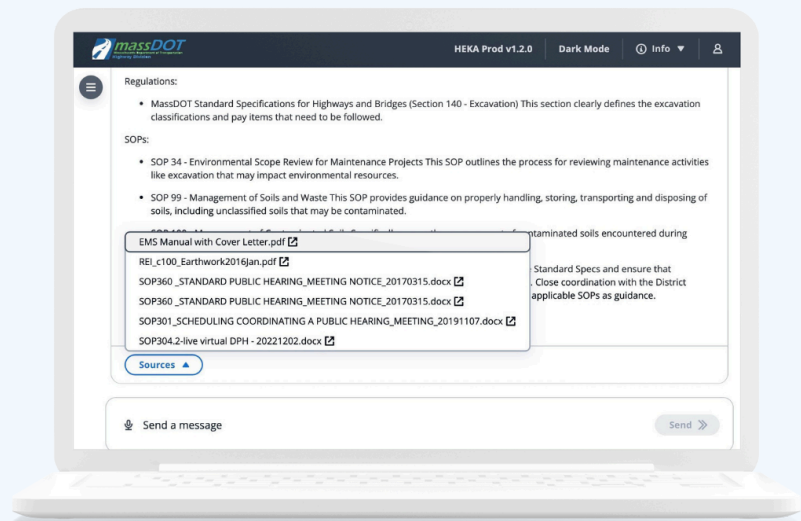 massDOT
HEKA Prod v1.2.0 Dark Mode Info ▼
Regulations:
• MassDOT Standard Specifications for Highways and Bridges (Section 140 - Excavation) This section clearly defines the excavation
classifications and pay items that need to be followed.
SOPs:
• SOP 34 - Environmental Scope Review for Maintenance Projects This SOP outlines the process for reviewing maintenance activities
like excavation that may impact environmental resources.
• SOP 99 - Management of Soils and Waste This SOP provides guidance on properly handling, storing, transporting and disposing of
soils, including unclassified soils that may be contaminated.
soils encountered during
EMS Manual with Cover Letter.pdf
REI_c100_Earthwork2016Jan.pdf
Standard Specs and ensure that
SOP360 _STANDARD PUBLIC HEARING_MEETING NOTICE_20170315.docx
Close coordination with the District
SOP360 _STANDARD PUBLIC HEARING_MEETING NOTICE_20170315.docx
applicable SOPs as guidance.
SOP301_SCHEDULING COORDINATING A PUBLIC HEARING_MEETING_20191107.docx
SOP304.2-live virtual DPH - 20221202.docx
Sources ▲
Send a message
Send